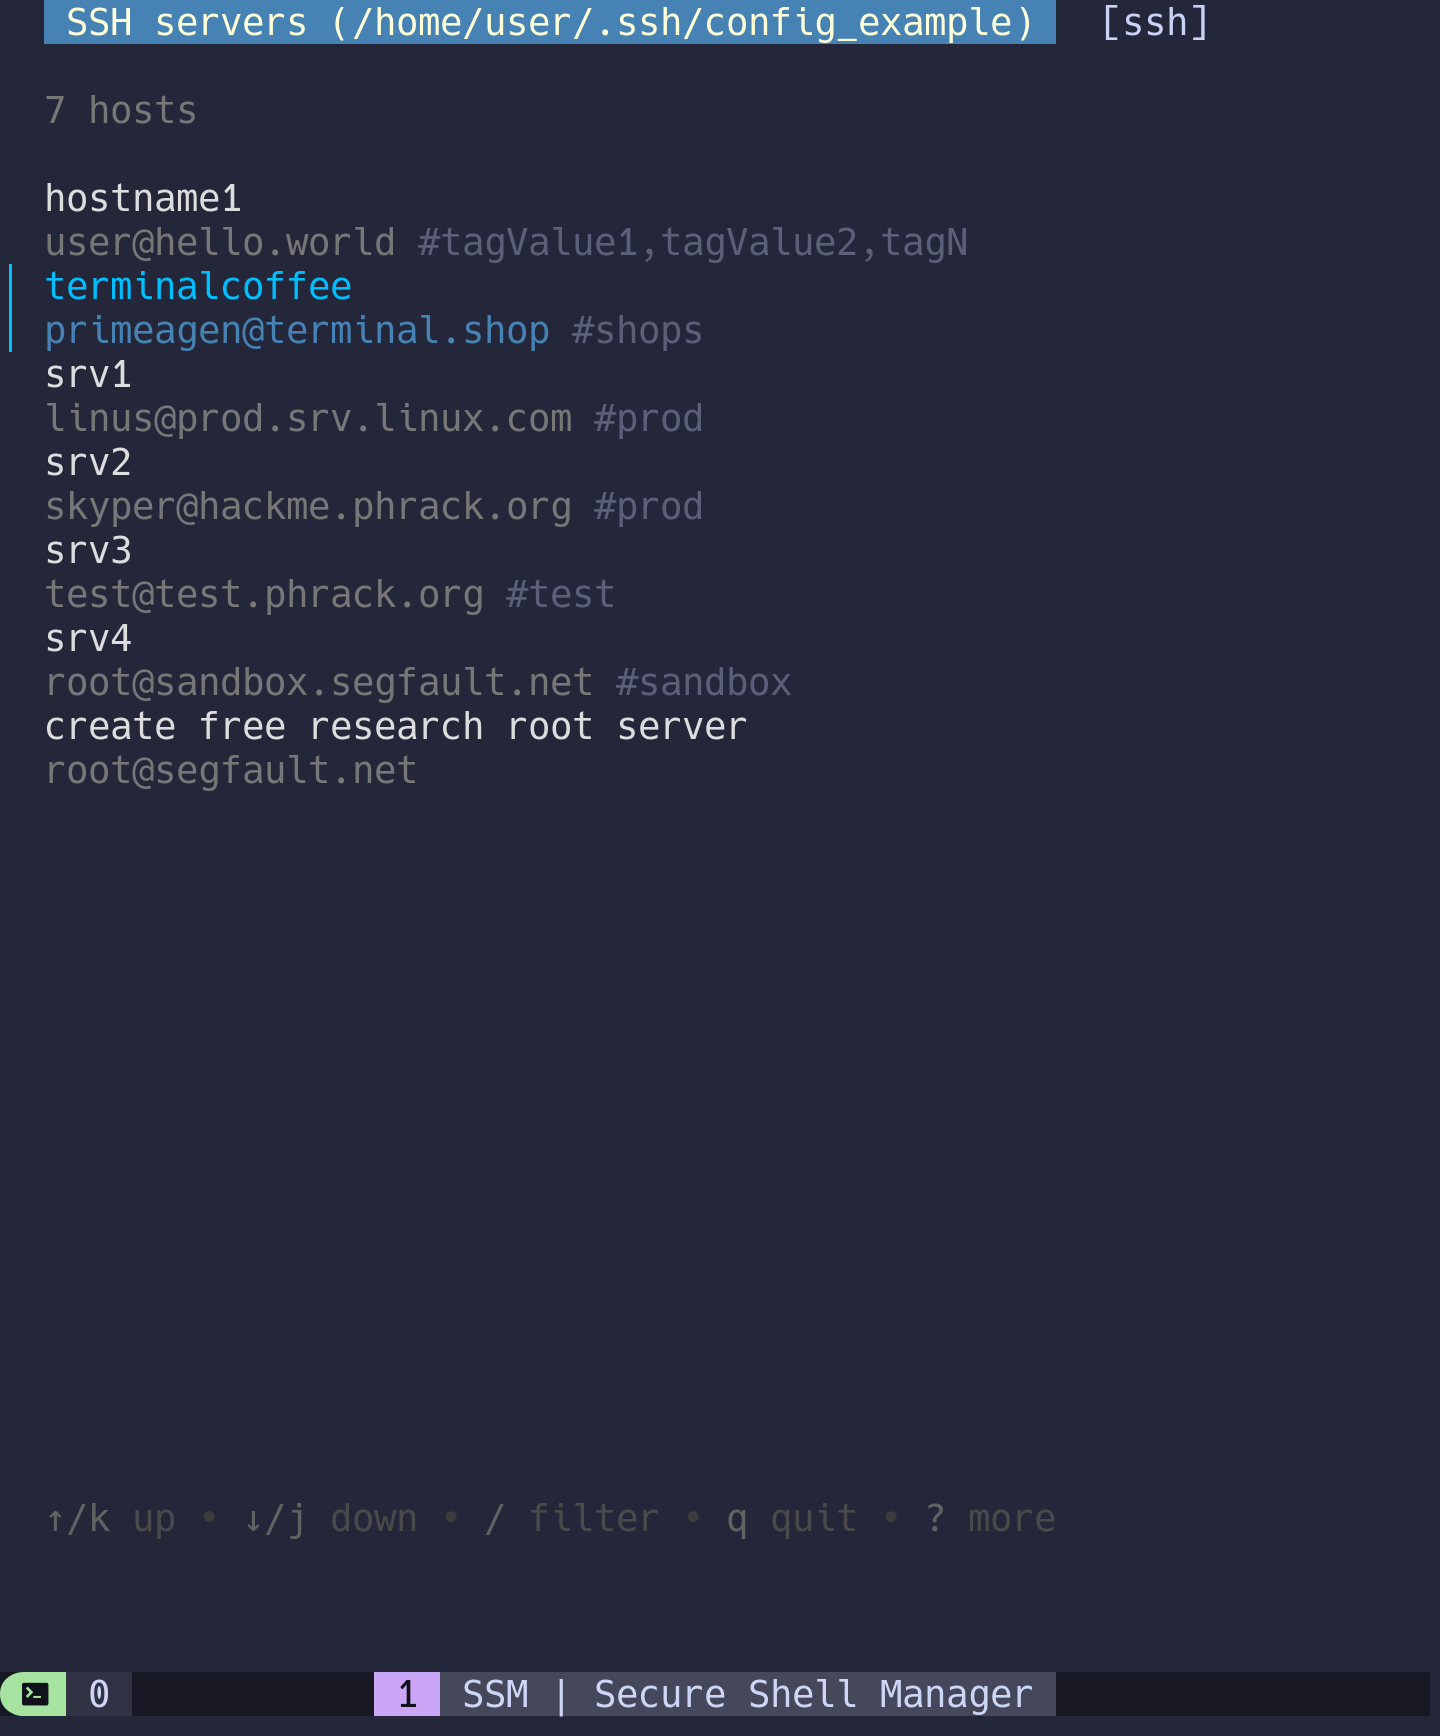 SSH servers (/home/user/.ssh/config_example) [ssh]
7 hosts
hostname1
user@hello.world #tagValue1,tagValue2,tagN
terminalcoffee
primeagen@terminal.shop #shops
srv1
linus@prod.srv.linux.com #prod
srv2
skyper@hackme.phrack.org #prod
srv3
test@test.phrack.org #test
srv4
root@sandbox.segfault.net #sandbox
create free research root server
root@segfault.net
↑/k up • ↓/j down • / filter • q quit • ? more
0 1 SSM | Secure Shell Manager